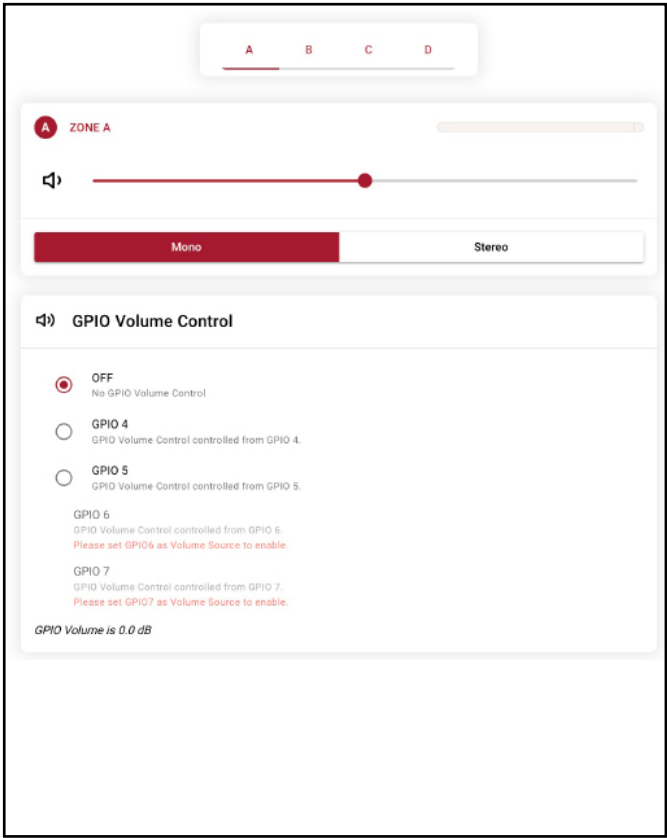 A B C D
A ZONE A
Mono Stereo
GPIO Volume Control
OFF
No GPIO Volume Control
GPIO 4
GPIO Volume Control controlled from GPIO 4.
GPIO 5
GPIO Volume Control controlled from GPIO 5.
GPIO 6
GPIO Volume Control controlled from GPIO 6.
Please set GPIO6 as Volume Source to enable.
GPIO 7
GPIO Volume Control controlled from GPIO 7.
Please set GPIO7 as Volume Source to enable.
GPIO Volume is 0.0 dB